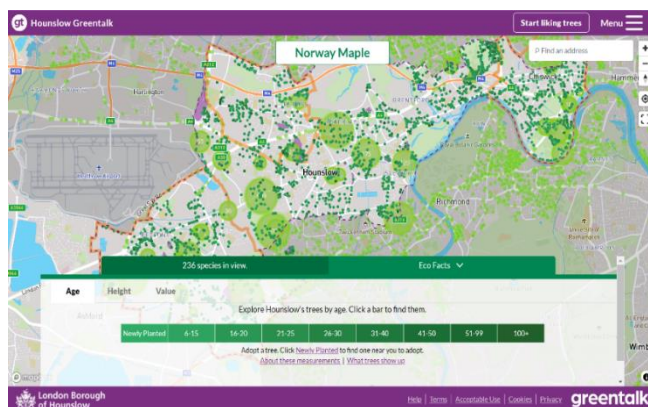 gt Hounslow Greentalk
Start liking trees
Menu
Norway Maple
Find an address
Harlington
Chiswick
Hounslow
Richmond
Heathrow Airport
236 species in view.
Eco Facts
Age Height Value
Explore Hounslow's trees by age. Click a bar to find them.
Newly Planted 6-15 16-20 21-25 26-30 31-40 41-50 51-99 100+
Adopt a tree. Click Newly Planted to find one near you to adopt.
About these measurements | What trees show up
London Borough
of Hounslow
Help | Terms | Acceptable Use | Cookies | Privacy
greentalk